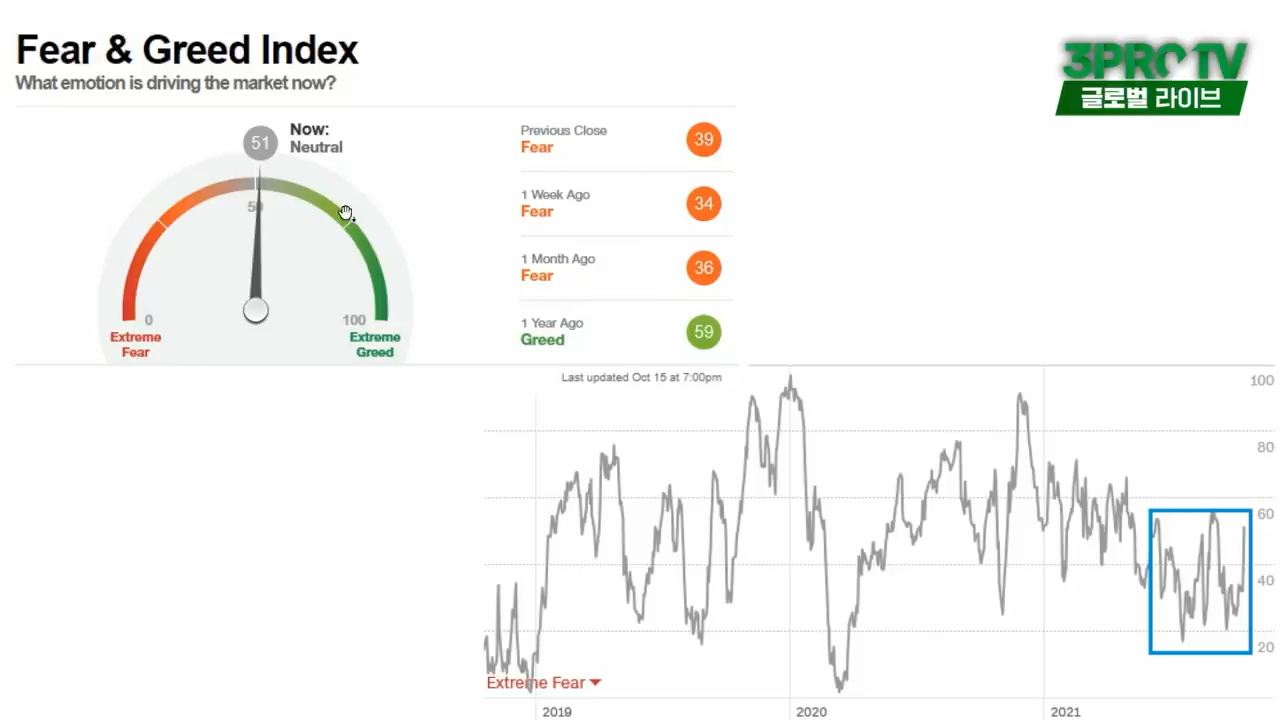 Fear & Greed Index
What emotion is driving the market now?
3PRO TV
글로벌 라이브
51
Now:
Neutral
50
0
100
Extreme
Fear
Extreme
Greed
Previous Close
Fear
39
1 Week Ago
Fear
34
1 Month Ago
Fear
36
1 Year Ago
Greed
59
Last updated Oct 15 at 7:00pm
100
80
60
40
20
Extreme Fear
2019
2020
2021